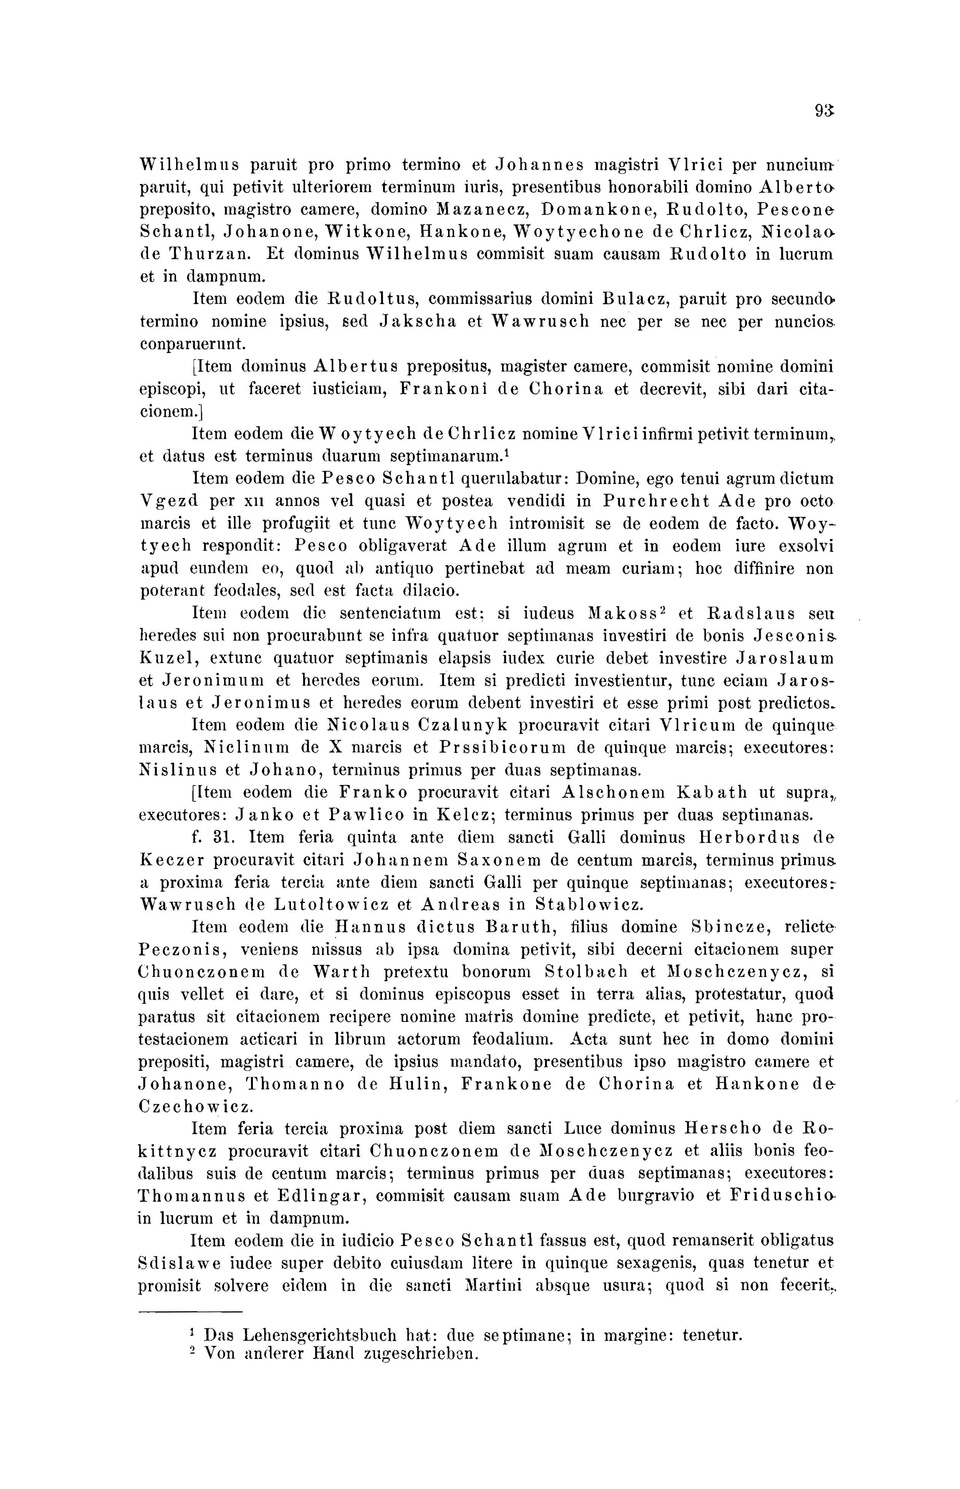 93
Wilhelmus paruit pro primo termino et Johannes magistri Vlrici per nuncium
paruit, qui petivit ulteriorem terminum iuris, presentibus honorabili domino Alberto
preposito, magistro camere, domino Mazanecz, Domankone, Rudolto, Pescone
Schantl, Johanone, Witkone, Hankone, Woytyechone de Chrlicz, Nicolao
de Thurzan. Et dominus Wilhelmus commisit suam causam Rudolto in lucrum
et in dampnum.
Item eodem die Rudoltus, commissarius domini Bulacz, paruit pro secundo
termino nomine ipsius, sed Jakscha et Wawrusch nec per se nec per nuncios
conparuerunt.
[Item dominus Albertus prepositus, magister camere, commisit nomine domini
episcopi, ut faceret iusticiam, Frankoni de Chorina et decrevit, sibi dari cita-
cionem.]
Item eodem die Woytyech de Chrlicz nomine Vlrici infirmi petivit terminum,
et datus est terminus duarum septimanarum.¹
Item eodem die Pesco Schantl querulabatur: Domine, ego tenui agrum dictum
Vgezd per xii annos vel quasi et postea vendidi in Purchrecht Ade pro octo
marcis et ille profugiit et tunc Woytyech intromisit se de eodem de facto. Woy-
tyech respondit: Pesco obligaverat Ade illum agrum et in eodem iure exsolvi
apud eundem eo, quod ab antiquo pertinebat ad meam curiam; hoc diffinire non
poterant feodales, sed est facta dilacio.
Item eodem die sentenciatum est: si iudeus Makoss² et Radslaus seu
heredes sui non procurabunt se infra quatuor septimanas investiri de bonis Jesconis
Kuzel, extunc quatuor septimanis elapsis iudex curie debet investire Jaroslaum
et Jeronimum et heredes eorum. Item si predicti investientur, tunc eciam Jaros-
laus et Jeronimus et heredes eorum debent investiri et esse primi post predictos.
Item eodem die Nicolaus Czalunyk procuravit citari Vlricum de quinque
marcis, Niclinum de X marcis et Prssibicorum de quinque marcis; executores:
Nislinus et Johano, terminus primus per duas septimanas.
[Item eodem die Franko procuravit citari Alschonem Kabath ut supra,
executores: Janko et Pawlico in Kelcz; terminus primus per duas septimanas.
f. 31. Item feria quinta ante diem sancti Galli dominus Herbordus de
Keczer procuravit citari Johannem Saxonem de centum marcis, terminus primus
a proxima feria tercia ante diem sancti Galli per quinque septimanas; executores:
Wawrusch de Lutoltowicz et Andreas in Stablowicz.
Item eodem die Hannus dictus Baruth, filius domine Sbincze, relicte
Peczonis, veniens missus ab ipsa domina petivit, sibi decerni citacionem super
Chuonczonem de Warth pretextu bonorum Stolbach et Moschczenycz, si
quis vellet ei dare, et si dominus episcopus esset in terra alias, protestatur, quod
paratus sit citacionem recipere nomine matris domine predicte, et petivit, hanc pro-
testacionem acticari in librum actorum feodalium. Acta sunt hec in domo domini
prepositi, magistri camere, de ipsius mandato, presentibus ipso magistro camere et
Johanone, Thomanno de Hulin, Frankone de Chorina et Hankone de
Czechowicz.
Item feria tercia proxima post diem sancti Luce dominus Herscho de Ro-
kittnycz procuravit citari Chuonczonem de Moschczenycz et aliis bonis feo-
dalibus suis de centum marcis; terminus primus per duas septimanas; executores:
Thomannus et Edlingar, commisit causam suam Ade burgravio et Friduschio
in lucrum et in dampnum.
Item eodem die in iudicio Pesco Schantl fassus est, quod remanserit obligatus
Sdislawe iudee super debito cuiusdam litere in quinque sexagenis, quas tenetur et
promisit solvere eidem in die sancti Martini absque usura; quod si non fecerit,
¹ Das Lehensgerichtsbuch hat: due septimane; in margine: tenetur.
² Von anderer Hand zugeschrieben.